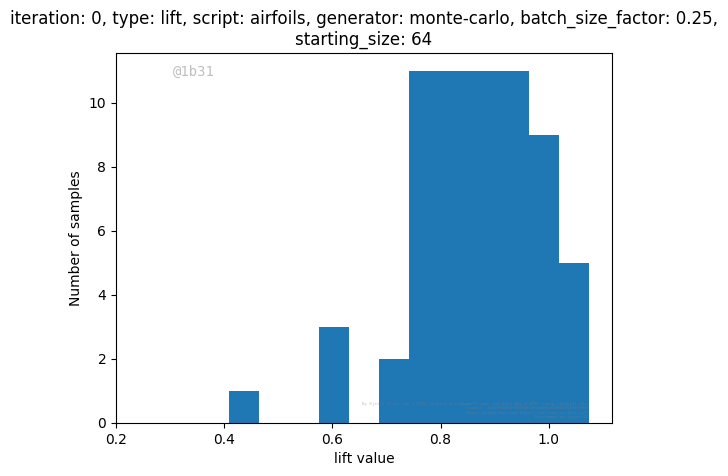 iteration: 0, type: lift, script: airfoils, generator: monte-carlo, batch_size_factor: 0.25,
starting_size: 64
@1b31
10
8
6
4
2
0
Number of samples
0.2 0.4 0.6 0.8 1.0
lift value